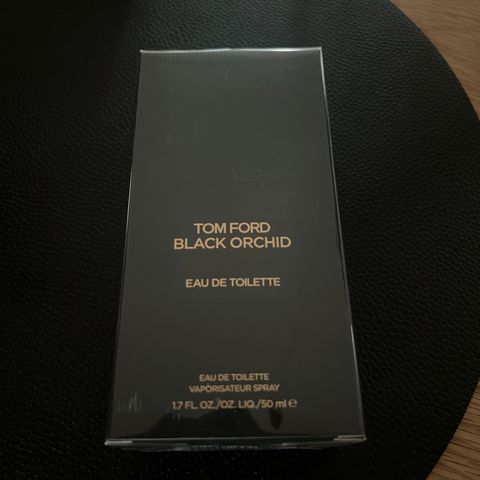 TOM FORD
BLACK ORCHID
EAU DE TOILETTE
EAU DE TOILETTE
VAPORISATEUR SPRAY
1.7 FL. OZ./OZ. LIQ./50 ml ℮